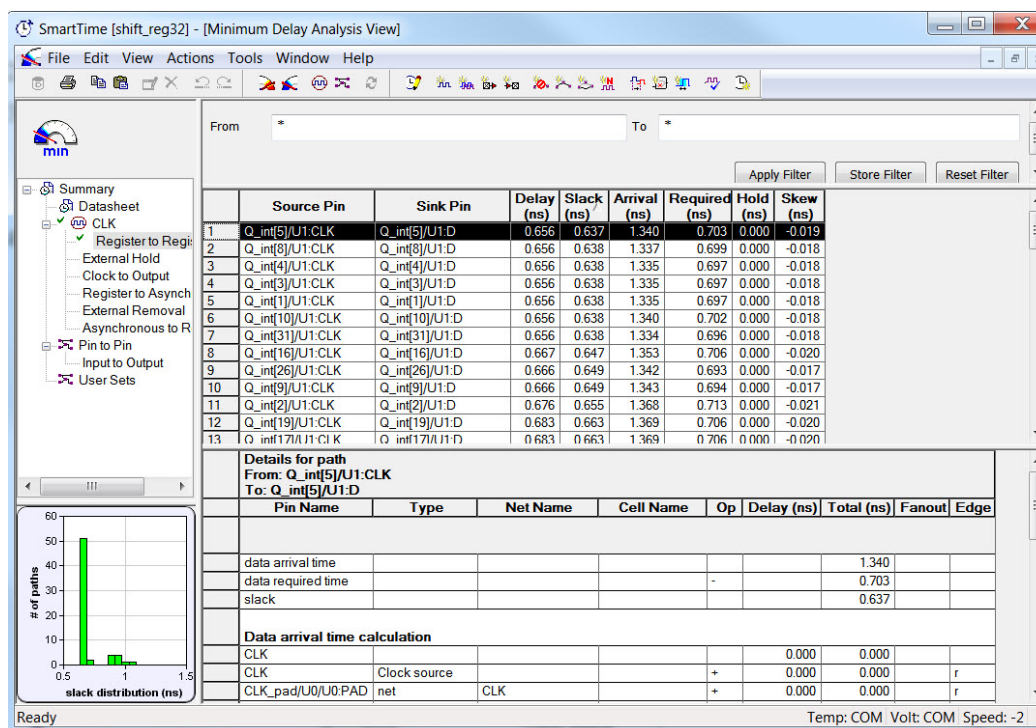 SmartTime [shift_reg32] - [Minimum Delay Analysis View]
File Edit View Actions Tools Window Help
min
From * To *
Apply Filter Store Filter Reset Filter
Summary
Datasheet
CLK
Register to Regi
External Hold
Clock to Output
Register to Asynch
External Removal
Asynchronous to R
Pin to Pin
Input to Output
User Sets
Source Pin Sink Pin Delay (ns) Slack (ns) Arrival (ns) Required (ns) Hold (ns) Skew (ns)
1 Q_int[5]/U1:CLK Q_int[5]/U1:D 0.656 0.637 1.340 0.703 0.000 -0.019
2 Q_int[8]/U1:CLK Q_int[8]/U1:D 0.656 0.638 1.337 0.699 0.000 -0.018
3 Q_int[4]/U1:CLK Q_int[4]/U1:D 0.656 0.638 1.335 0.697 0.000 -0.018
4 Q_int[3]/U1:CLK Q_int[3]/U1:D 0.656 0.638 1.335 0.697 0.000 -0.018
5 Q_int[1]/U1:CLK Q_int[1]/U1:D 0.656 0.638 1.335 0.697 0.000 -0.018
6 Q_int[10]/U1:CLK Q_int[10]/U1:D 0.656 0.638 1.340 0.702 0.000 -0.018
7 Q_int[31]/U1:CLK Q_int[31]/U1:D 0.656 0.638 1.334 0.696 0.000 -0.018
8 Q_int[16]/U1:CLK Q_int[16]/U1:D 0.667 0.647 1.353 0.706 0.000 -0.020
9 Q_int[26]/U1:CLK Q_int[26]/U1:D 0.666 0.649 1.342 0.693 0.000 -0.017
10 Q_int[9]/U1:CLK Q_int[9]/U1:D 0.666 0.649 1.343 0.694 0.000 -0.017
11 Q_int[2]/U1:CLK Q_int[2]/U1:D 0.676 0.655 1.368 0.713 0.000 -0.021
12 Q_int[19]/U1:CLK Q_int[19]/U1:D 0.683 0.663 1.369 0.706 0.000 -0.020
13 Q_int[17]/U1:CLK Q_int[17]/U1:D 0.683 0.663 1.369 0.706 0.000 -0.020
Details for path
From: Q_int[5]/U1:CLK
To: Q_int[5]/U1:D
Pin Name Type Net Name Cell Name Op Delay (ns) Total (ns) Fanout Edge
data arrival time 1.340
data required time - 0.703
slack 0.637
Data arrival time calculation
CLK 0.000 0.000
CLK Clock source + 0.000 0.000 r
CLK_pad/U0/U0:PAD net CLK + 0.000 0.000 r
# of paths
60
50
40
30
20
10
0
0.5 1 1.5
slack distribution (ns)
Ready Temp: COM Volt: COM Speed: -2